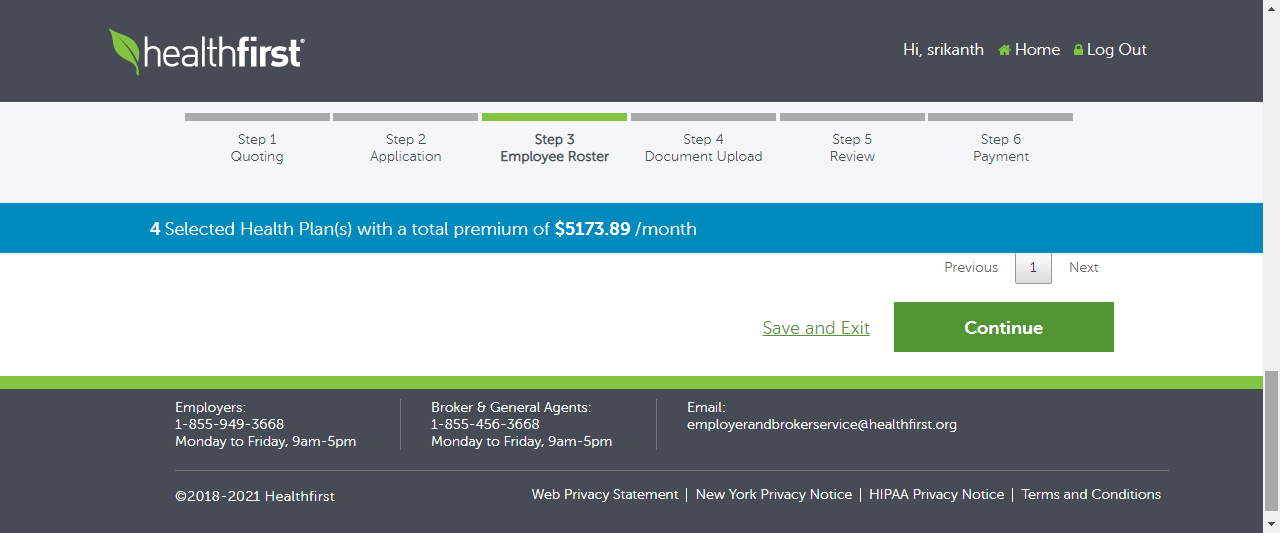 healthfirst®
Hi, srikanth Home Log Out
Step 1
Quoting
Step 2
Application
Step 3
Employee Roster
Step 4
Document Upload
Step 5
Review
Step 6
Payment
4 Selected Health Plan(s) with a total premium of $5173.89 /month
Previous 1 Next
Save and Exit
Continue
Employers:
1-855-949-3668
Monday to Friday, 9am-5pm
Broker & General Agents:
1-855-456-3668
Monday to Friday, 9am-5pm
Email:
employerandbrokerservice@healthfirst.org
©2018-2021 Healthfirst
Web Privacy Statement | New York Privacy Notice | HIPAA Privacy Notice | Terms and Conditions